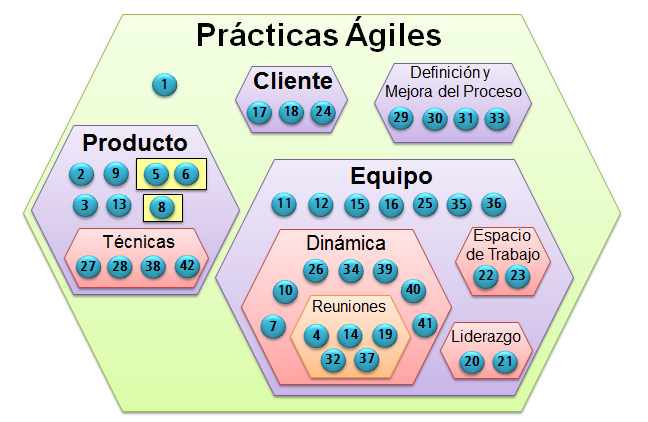 Prácticas Ágiles
1
Cliente
17 18 24
Definición y
Mejora del Proceso
29 30 31 33
Producto
2 9 5 6
3 13 8
Técnicas
27 28 38 42
Equipo
11 12 15 16 25 35 36
Dinámica
26 34 39
10 40
7 41
Reuniones
4 14 19
32 37
Espacio
de Trabajo
22 23
Liderazgo
20 21